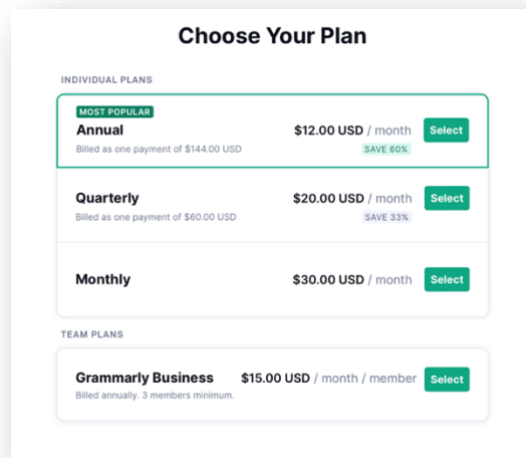 Choose Your Plan
INDIVIDUAL PLANS
MOST POPULAR
Annual
$12.00 USD / month
Select
Billed as one payment of $144.00 USD
SAVE 60%
Quarterly
$20.00 USD / month
Select
Billed as one payment of $60.00 USD
SAVE 33%
Monthly
$30.00 USD / month
Select
TEAM PLANS
Grammarly Business
$15.00 USD / month / member
Select
Billed annually. 3 members minimum.